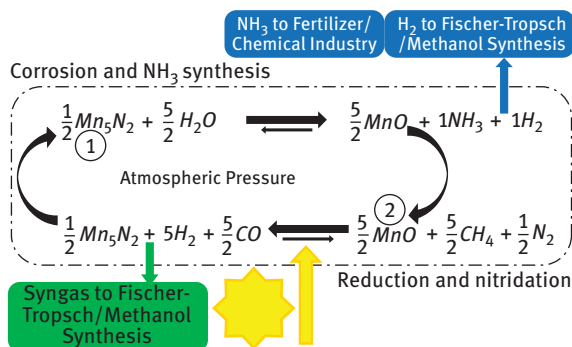 NH₃ to Fertilizer/
Chemical Industry
H₂ to Fischer-Tropsch
/Methanol Synthesis
Corrosion and NH₃ synthesis
1/2 Mn₅N₂ + 5/2 H₂O
5/2 MnO + 1NH₃ + 1H₂
1
Atmospheric Pressure
2
1/2 Mn₅N₂ + 5H₂ + 5/2 CO
5/2 MnO + 5/2 CH₄ + 1/2 N₂
Reduction and nitridation
Syngas to Fischer-
Tropsch/Methanol
Synthesis